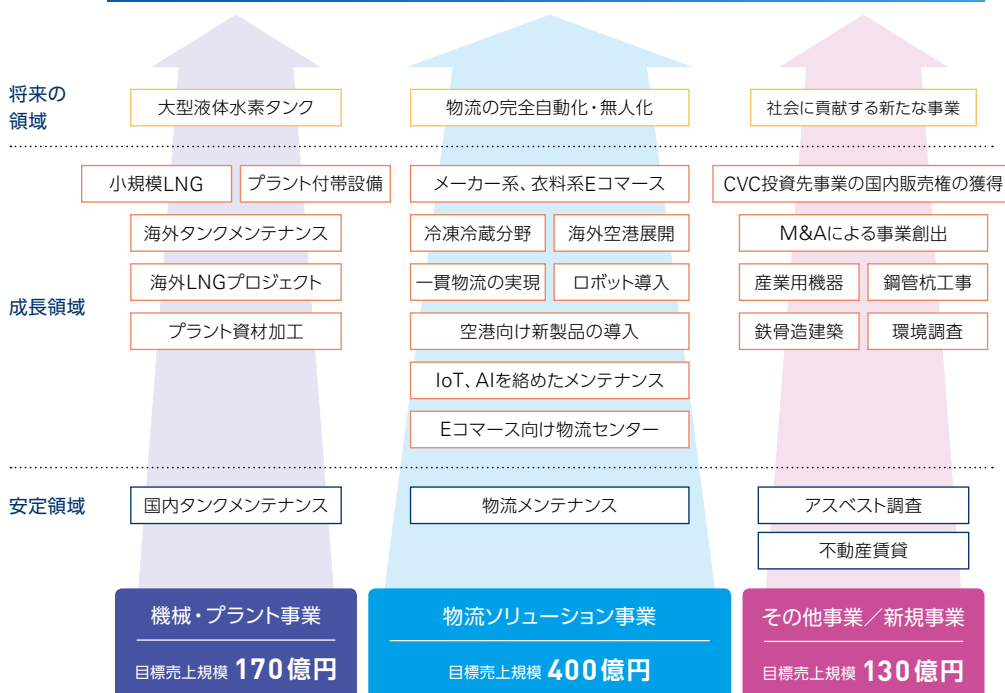 将来の
領域
大型液体水素タンク
物流の完全自動化・無人化
社会に貢献する新たな事業
成長領域
小規模LNG
プラント付帯設備
海外タンクメンテナンス
海外LNGプロジェクト
プラント資材加工
メーカー系、衣料系Eコマース
冷凍冷蔵分野
海外空港展開
一貫物流の実現
ロボット導入
空港向け新製品の導入
IoT、AIを絡めたメンテナンス
Eコマース向け物流センター
CVC投資先事業の国内販売権の獲得
M&Aによる事業創出
産業用機器
鋼管杭工事
鉄骨造建築
環境調査
安定領域
国内タンクメンテナンス
物流メンテナンス
アスベスト調査
不動産賃貸
機械・プラント事業
目標売上規模 170億円
物流ソリューション事業
目標売上規模 400億円
その他事業／新規事業
目標売上規模 130億円